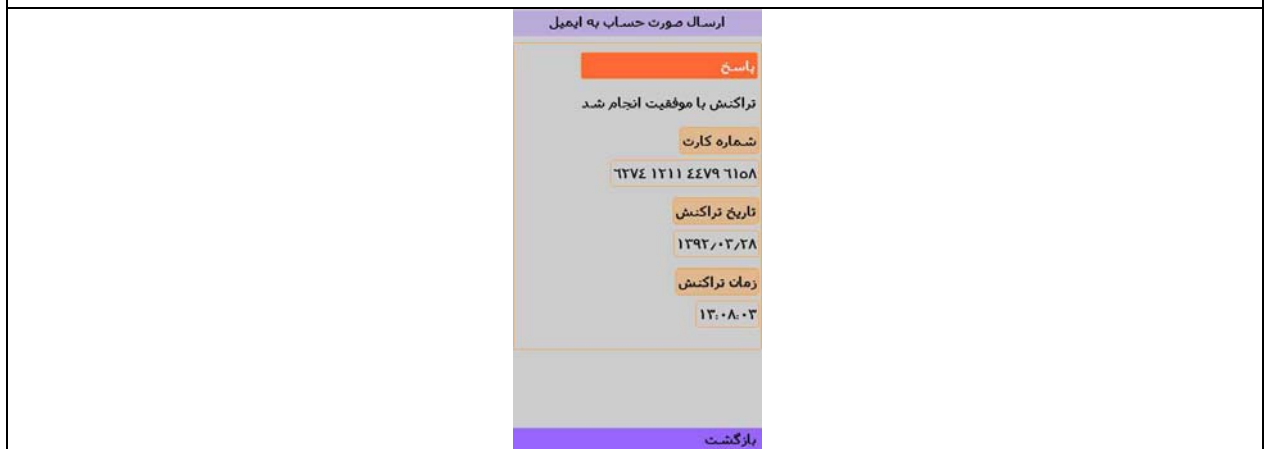 ارسال صورت حساب به ایمیل
پاسخ
تراکنش با موفقیت انجام شد
شماره کارت
٦٢٧٤ ١٢١١ ٤٤٧٩ ٦١٥٨
تاریخ تراکنش
١٣٩٢/٠٣/٢٨
زمان تراکنش
١٣:٠٨:٠٣
بازگشت